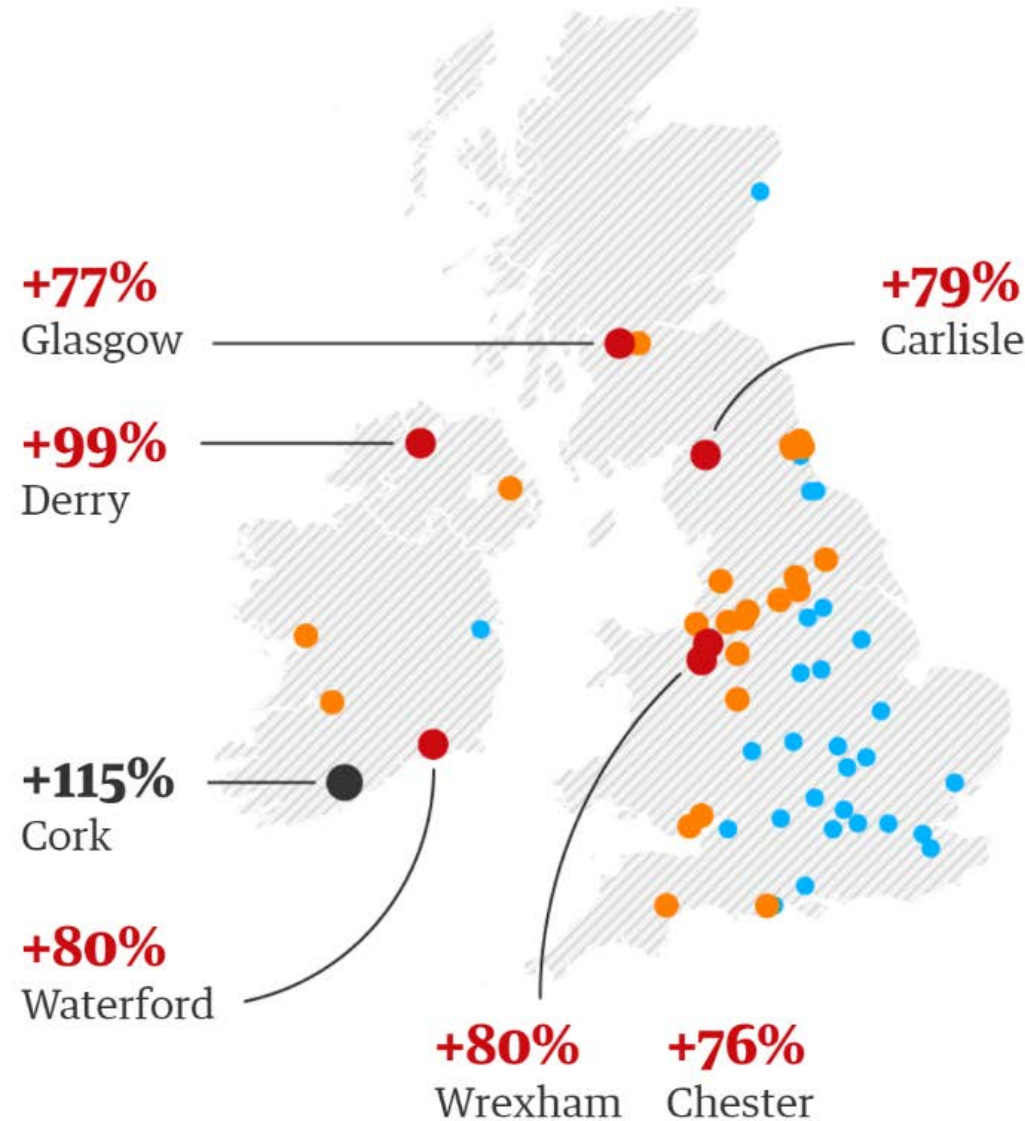 +77%
Glasgow
+79%
Carlisle
+99%
Derry
+115%
Cork
+80%
Waterford
+80%
Wrexham
+76%
Chester